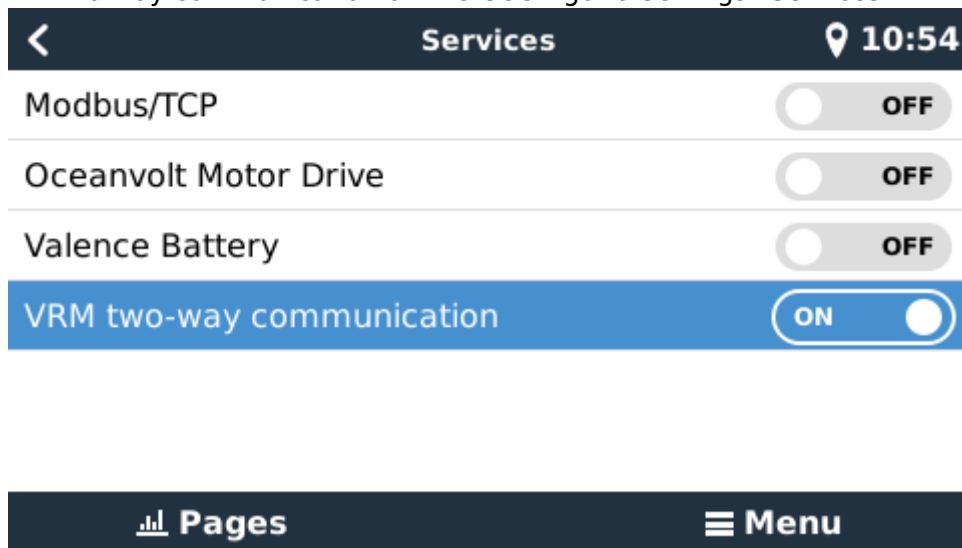 Services 10:54
Modbus/TCP OFF
Oceanvolt Motor Drive OFF
Valence Battery OFF
VRM two-way communication ON
Pages Menu